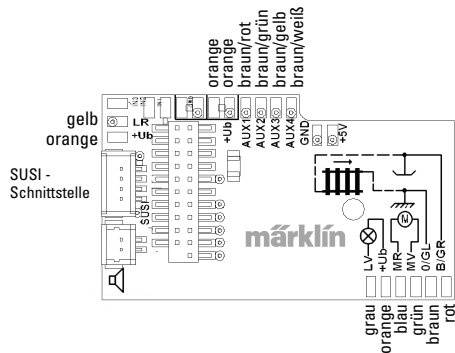 orange
orange
braun/rot
braun/grün
braun/gelb
braun/weiß
IN3
IN2
gelb
LR
orange
+Ub
+Ub
AUX1
AUX2
AUX3
AUX4
GND
+5V
SUSI -
Schnittstelle
SUSI
märklin
M
LV
+Ub
MR
MV
0/GL
B/GR
grau
orange
blau
grün
braun
rot